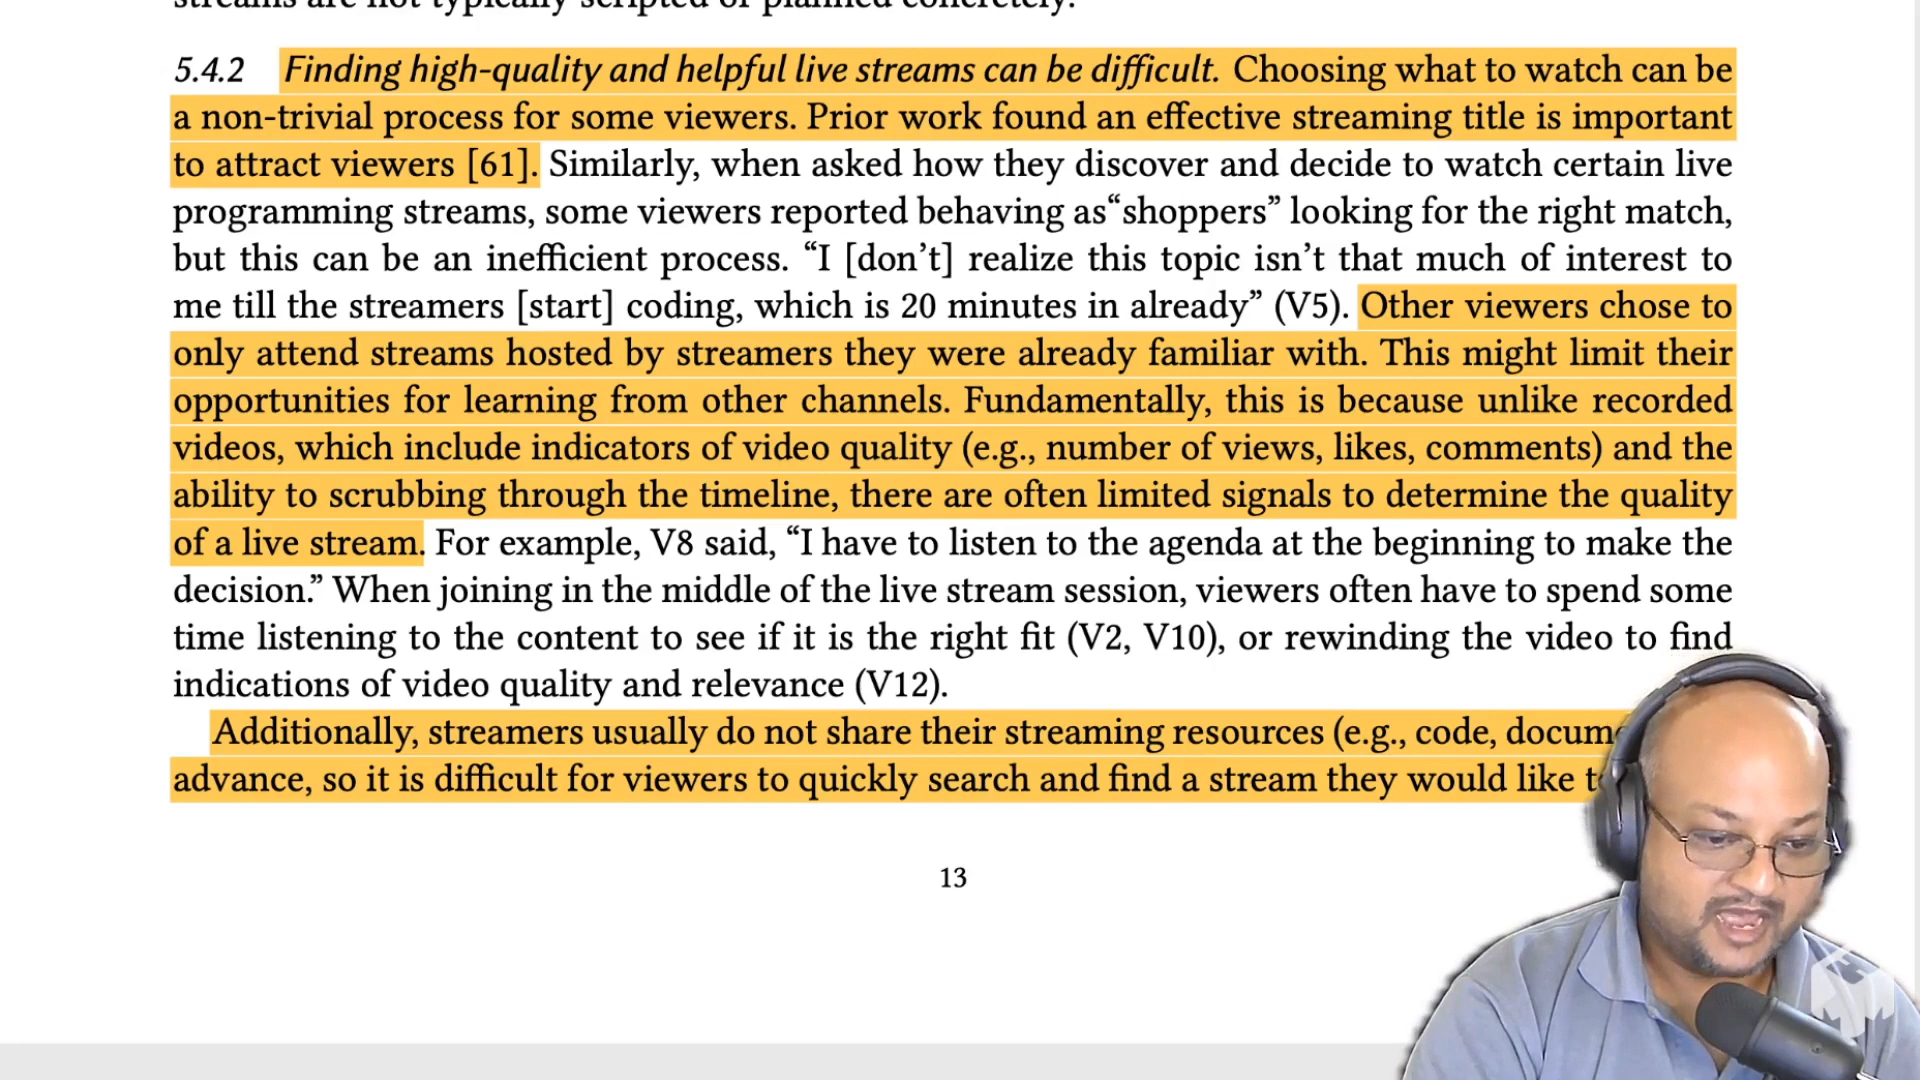 streams are not typically scripted or planned concretely.
5.4.2 Finding high-quality and helpful live streams can be difficult. Choosing what to watch can be
a non-trivial process for some viewers. Prior work found an effective streaming title is important
to attract viewers [61]. Similarly, when asked how they discover and decide to watch certain live
programming streams, some viewers reported behaving as“shoppers” looking for the right match,
but this can be an inefficient process. “I [don’t] realize this topic isn’t that much of interest to
me till the streamers [start] coding, which is 20 minutes in already” (V5). Other viewers chose to
only attend streams hosted by streamers they were already familiar with. This might limit their
opportunities for learning from other channels. Fundamentally, this is because unlike recorded
videos, which include indicators of video quality (e.g., number of views, likes, comments) and the
ability to scrubbing through the timeline, there are often limited signals to determine the quality
of a live stream. For example, V8 said, “I have to listen to the agenda at the beginning to make the
decision.” When joining in the middle of the live stream session, viewers often have to spend some
time listening to the content to see if it is the right fit (V2, V10), or rewinding the video to find
indications of video quality and relevance (V12).
Additionally, streamers usually do not share their streaming resources (e.g., code,
advance, so it is difficult for viewers to quickly search and find a stream they would like
13